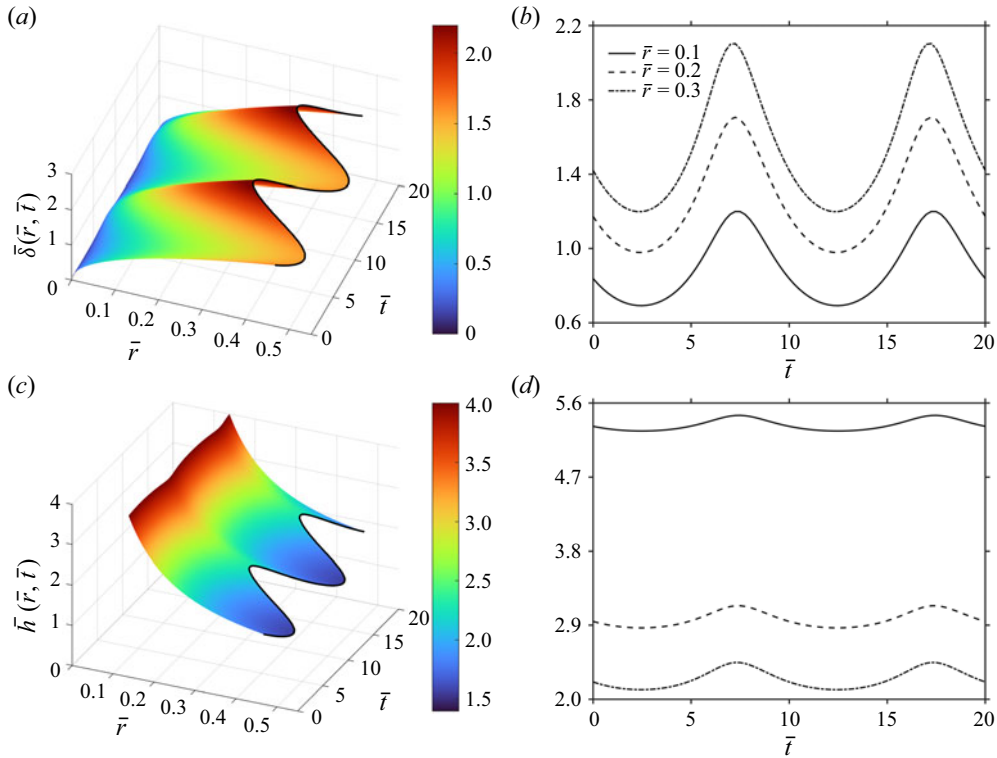 (a)
3
2
1
0
δ̄(r̄, t̄)
0.1
0.2
0.3
0.4
0.5
r̄
0
5
10
15
20
t̄
2.0
1.5
1.0
0.5
0
(b)
2.2
1.8
1.4
1.0
0.6
r̄ = 0.1
r̄ = 0.2
r̄ = 0.3
0 5 10 15 20
t̄
(c)
4
3
2
1
0
h̄(r̄, t̄)
0.1
0.2
0.3
0.4
0.5
r̄
0
5
10
15
20
t̄
4.0
3.5
3.0
2.5
2.0
1.5
(d)
5.6
4.7
3.8
2.9
2.0
0 5 10 15 20
t̄